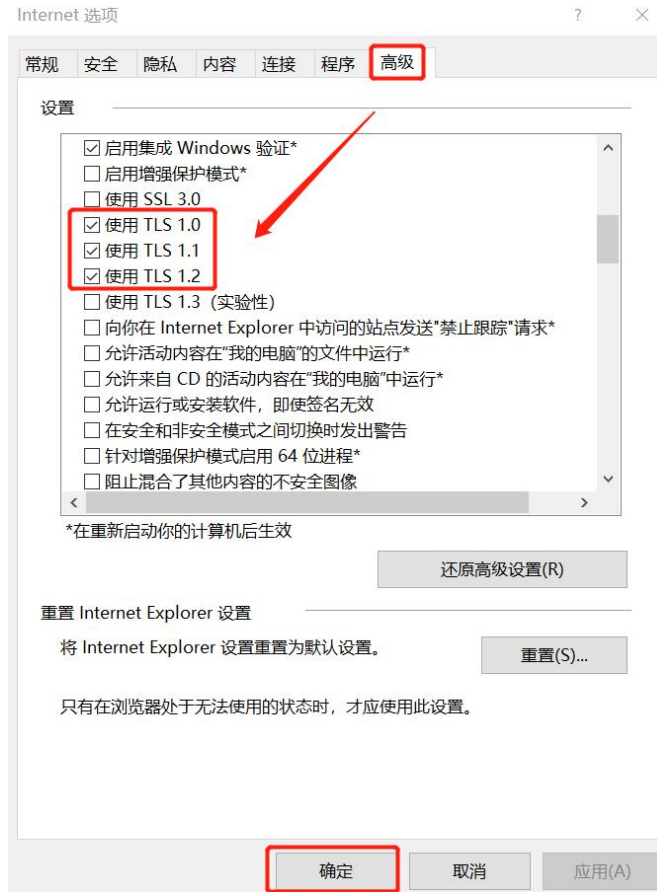 Internet 选项
常规 安全 隐私 内容 连接 程序 高级
设置
启用集成 Windows 验证*
启用增强保护模式*
使用 SSL 3.0
使用 TLS 1.0
使用 TLS 1.1
使用 TLS 1.2
使用 TLS 1.3（实验性）
向你在 Internet Explorer 中访问的站点发送"禁止跟踪"请求*
允许活动内容在"我的电脑"的文件中运行*
允许来自 CD 的活动内容在"我的电脑"中运行*
允许运行或安装软件，即使签名无效
在安全和非安全模式之间切换时发出警告
针对增强保护模式启用 64 位进程*
阻止混合了其他内容的不安全图像
*在重新启动你的计算机后生效
还原高级设置(R)
重置 Internet Explorer 设置
将 Internet Explorer 设置重置为默认设置。
重置(S)...
只有在浏览器处于无法使用的状态时，才应使用此设置。
确定 取消 应用(A)